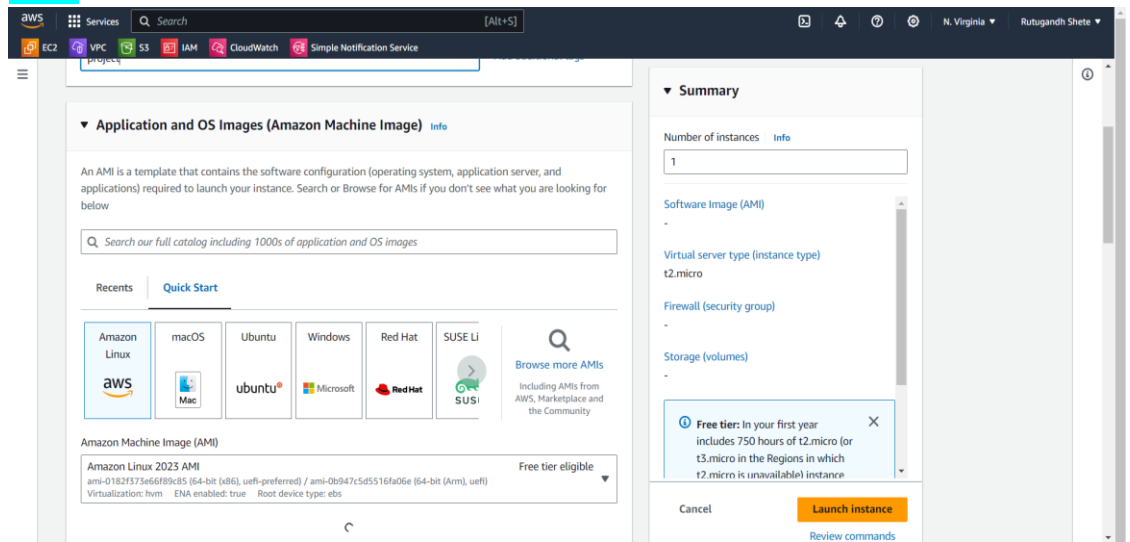 aws
Services
Search
[Alt+S]
N. Virginia ▼
Rutugandh Shete ▼
EC2
VPC
S3
IAM
CloudWatch
Simple Notification Service
project
▼ Application and OS Images (Amazon Machine Image) Info
An AMI is a template that contains the software configuration (operating system, application server, and
applications) required to launch your instance. Search or Browse for AMIs if you don't see what you are looking for
below
Search our full catalog including 1000s of application and OS images
Recents
Quick Start
Amazon
Linux
aws
macOS
Mac
Ubuntu
ubuntu®
Windows
Microsoft
Red Hat
Red Hat
SUSE Li
SUS
Browse more AMIs
Including AMIs from
AWS, Marketplace and
the Community
Amazon Machine Image (AMI)
Amazon Linux 2023 AMI
Free tier eligible
ami-0182f373e66f89c85 (64-bit (x86), uefi-preferred) / ami-0b947c5d5516fa06e (64-bit (Arm), uefi)
Virtualization: hvm ENA enabled: true Root device type: ebs
▼ Summary
Number of instances Info
1
Software Image (AMI)
-
Virtual server type (instance type)
t2.micro
Firewall (security group)
-
Storage (volumes)
-
Free tier: In your first year
includes 750 hours of t2.micro (or
t3.micro in the Regions in which
t2.micro is unavailable) instance
Cancel
Launch instance
Review commands